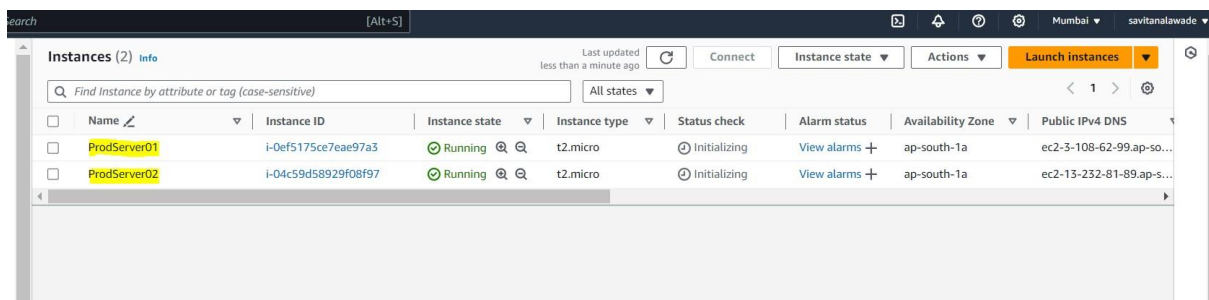 Search [Alt+S] Mumbai ▼ savitanalawade ▼
Instances (2) Info Last updated less than a minute ago Connect Instance state ▼ Actions ▼ Launch instances ▼
Find Instance by attribute or tag (case-sensitive) All states ▼ < 1 >
Name Instance ID Instance state Instance type Status check Alarm status Availability Zone Public IPv4 DNS
ProdServer01 i-0ef5175ce7eae97a3 Running t2.micro Initializing View alarms + ap-south-1a ec2-3-108-62-99.ap-so...
ProdServer02 i-04c59d58929f08f97 Running t2.micro Initializing View alarms + ap-south-1a ec2-13-232-81-89.ap-s...